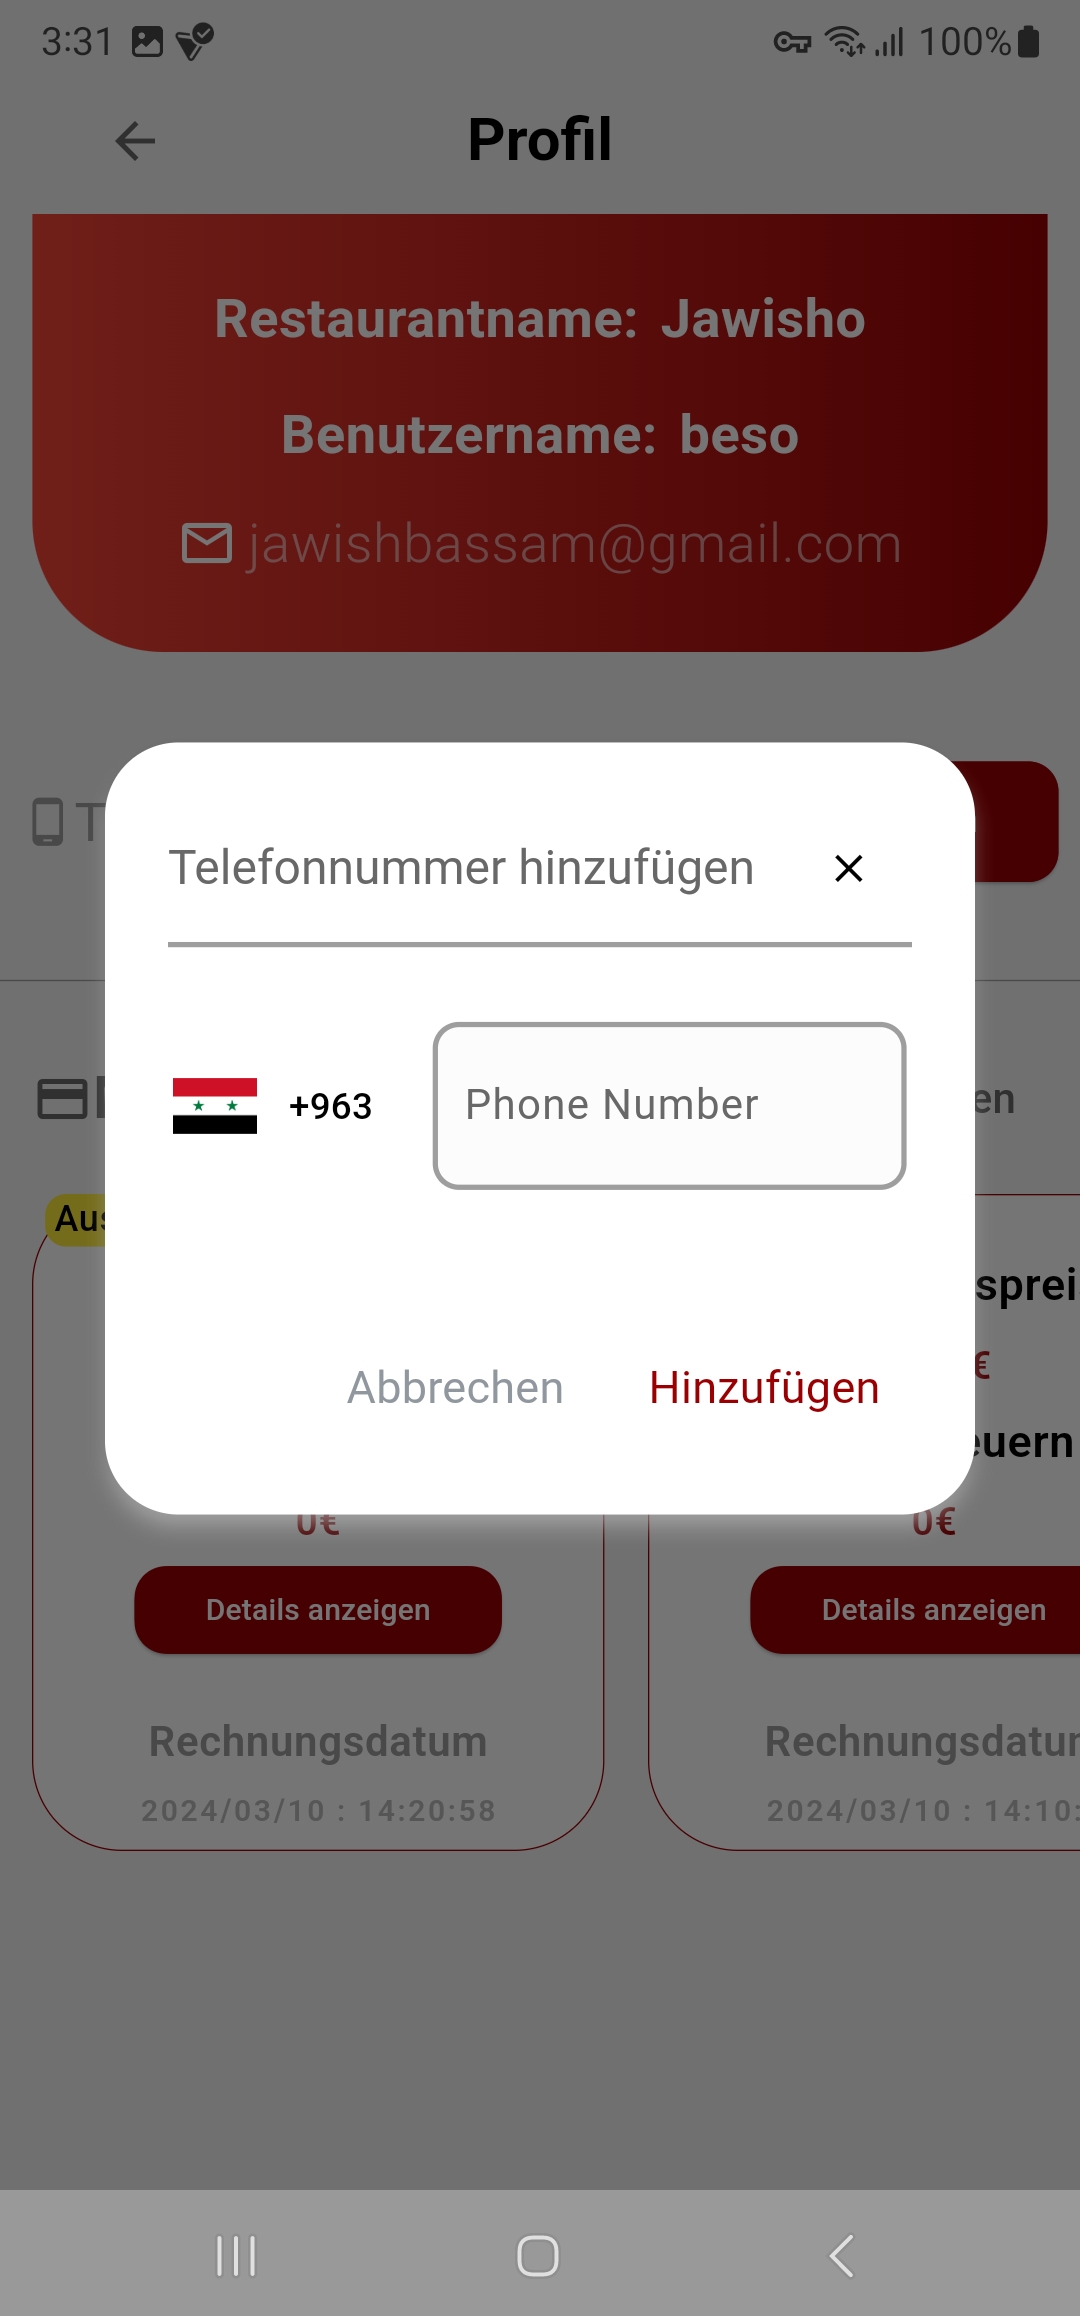 3:31
100%
Profil
Restaurantname: Jawisho
Benutzername: beso
jawishbassam@gmail.com
T
Telefonnummer hinzufügen
+963
Phone Number
en
Aus
sprei
€
Abbrechen
Hinzufügen
euern
0€
0€
Details anzeigen
Details anzeigen
Rechnungsdatum
Rechnungsdatum
2024/03/10 : 14:20:58
2024/03/10 : 14:10: